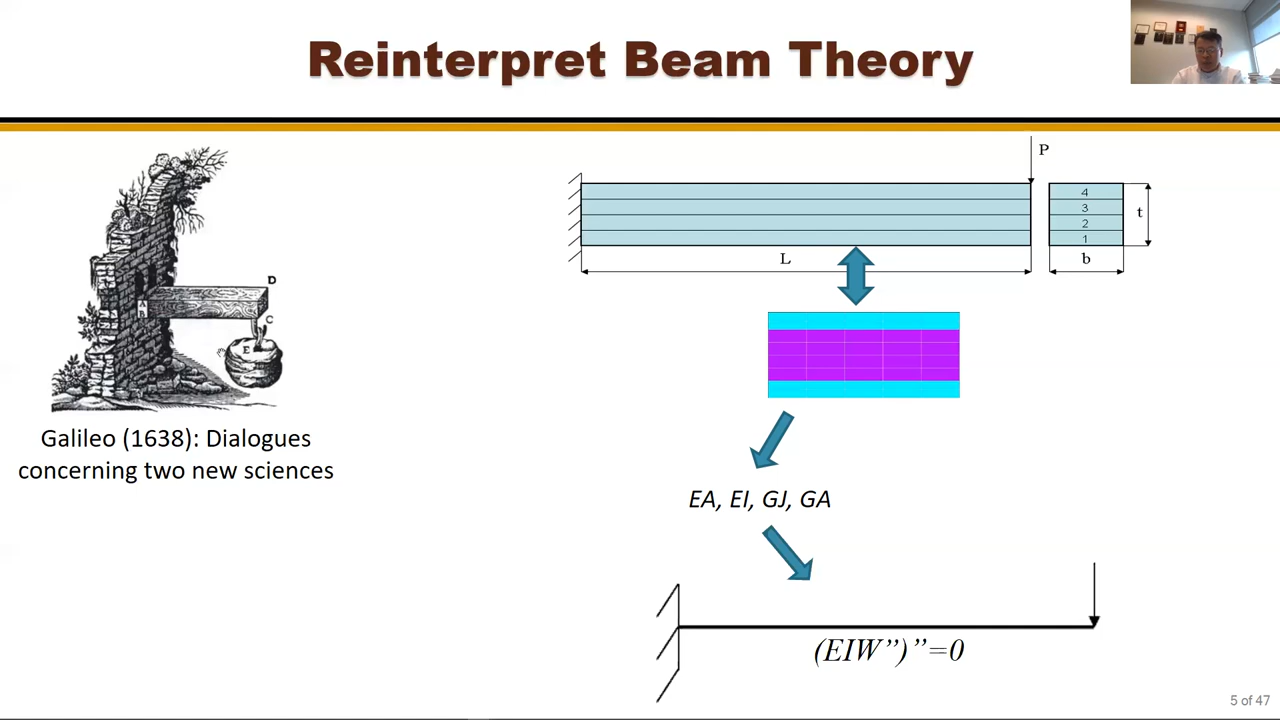 Reinterpret Beam Theory
D
A
B
C
E
Galileo (1638): Dialogues
concerning two new sciences
P
4
3
2
1
t
L
b
EA, EI, GJ, GA
(EIW”)”=0
5 of 47